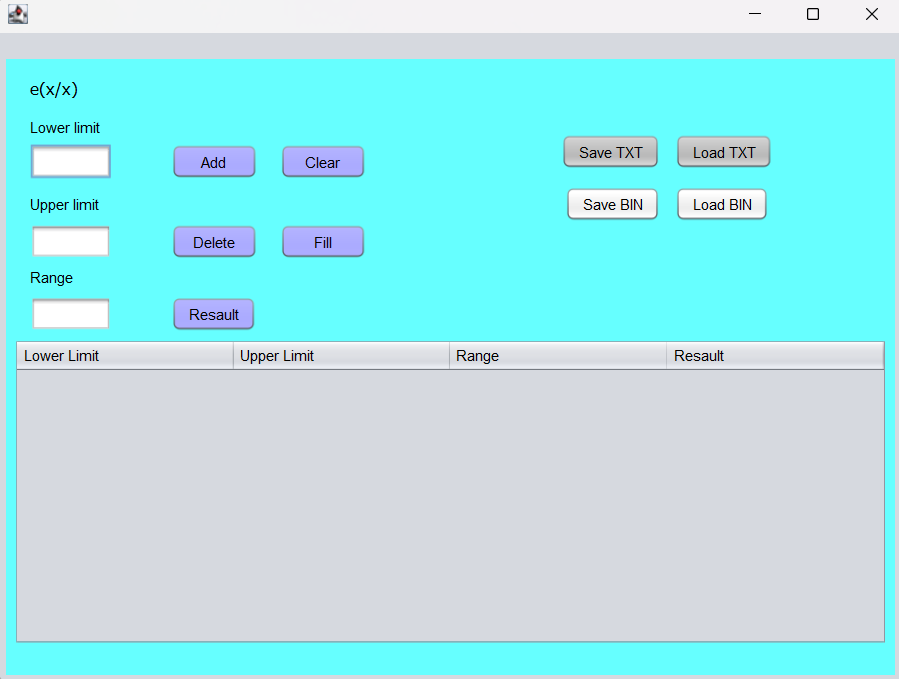 e(x/x)
Lower limit
Add Clear Save TXT Load TXT
Upper limit Save BIN Load BIN
Delete Fill
Range
Resault
Lower Limit Upper Limit Range Resault